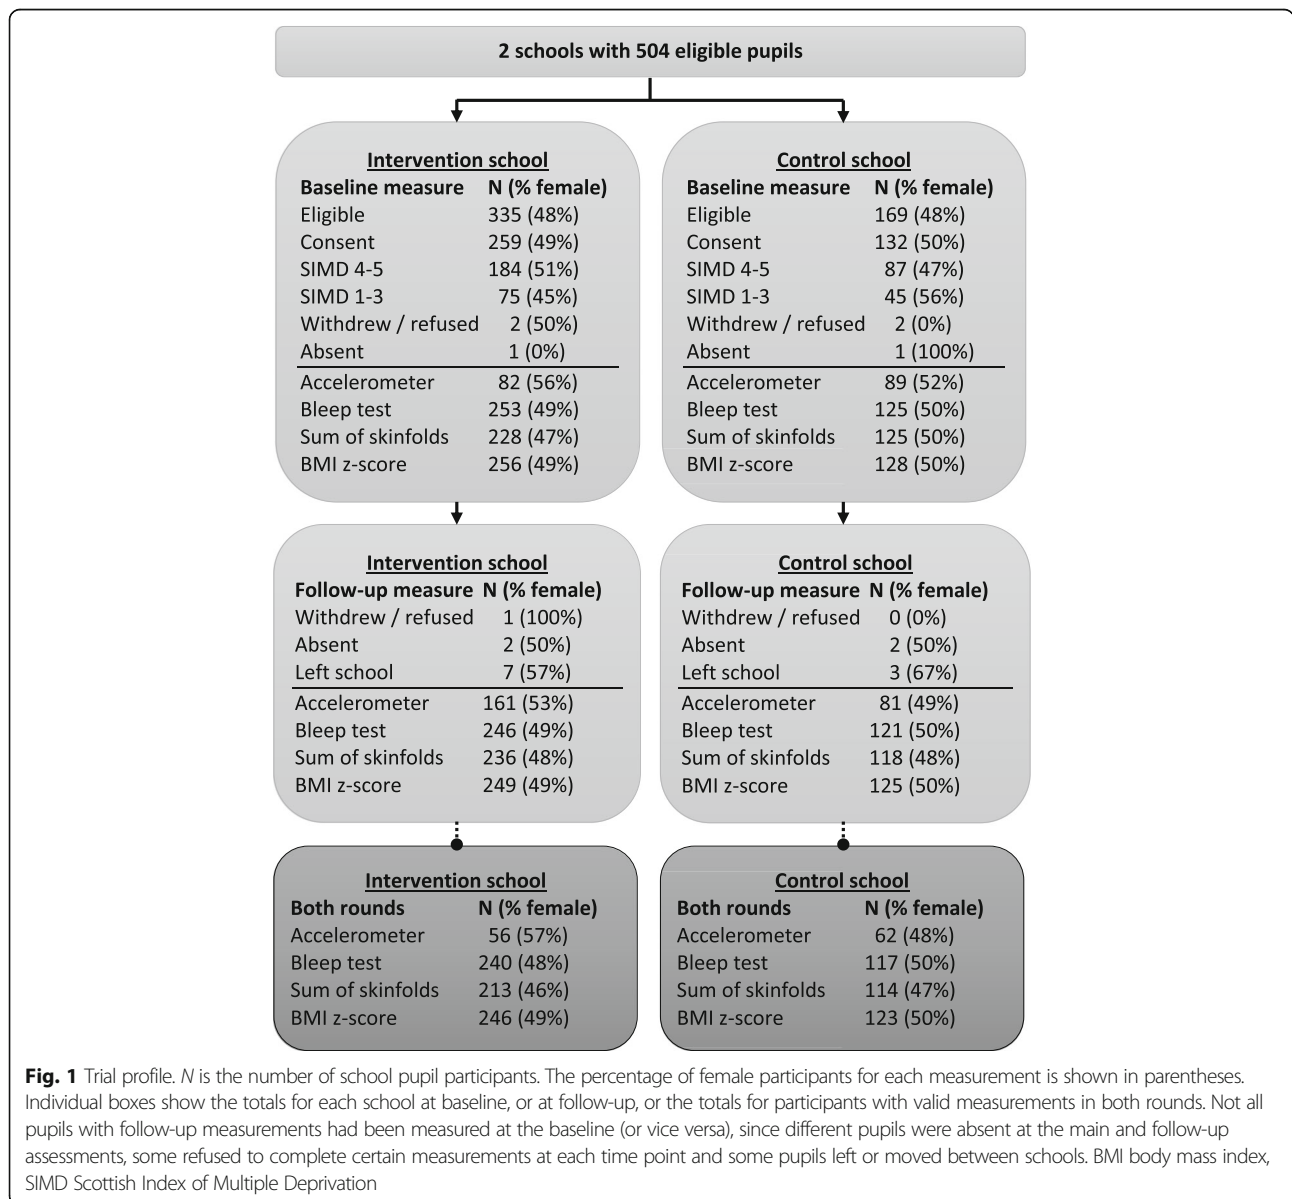 2 schools with 504 eligible pupils
Intervention school
Baseline measure N (% female)
Eligible 335 (48%)
Consent 259 (49%)
SIMD 4-5 184 (51%)
SIMD 1-3 75 (45%)
Withdrew / refused 2 (50%)
Absent 1 (0%)
Accelerometer 82 (56%)
Bleep test 253 (49%)
Sum of skinfolds 228 (47%)
BMI z-score 256 (49%)
Control school
Baseline measure N (% female)
Eligible 169 (48%)
Consent 132 (50%)
SIMD 4-5 87 (47%)
SIMD 1-3 45 (56%)
Withdrew / refused 2 (0%)
Absent 1 (100%)
Accelerometer 89 (52%)
Bleep test 125 (50%)
Sum of skinfolds 125 (50%)
BMI z-score 128 (50%)
Intervention school
Follow-up measure N (% female)
Withdrew / refused 1 (100%)
Absent 2 (50%)
Left school 7 (57%)
Accelerometer 161 (53%)
Bleep test 246 (49%)
Sum of skinfolds 236 (48%)
BMI z-score 249 (49%)
Control school
Follow-up measure N (% female)
Withdrew / refused 0 (0%)
Absent 2 (50%)
Left school 3 (67%)
Accelerometer 81 (49%)
Bleep test 121 (50%)
Sum of skinfolds 118 (48%)
BMI z-score 125 (50%)
Intervention school
Both rounds N (% female)
Accelerometer 56 (57%)
Bleep test 240 (48%)
Sum of skinfolds 213 (46%)
BMI z-score 246 (49%)
Control school
Both rounds N (% female)
Accelerometer 62 (48%)
Bleep test 117 (50%)
Sum of skinfolds 114 (47%)
BMI z-score 123 (50%)
Fig. 1 Trial profile. N is the number of school pupil participants. The percentage of female participants for each measurement is shown in parentheses.
Individual boxes show the totals for each school at baseline, or at follow-up, or the totals for participants with valid measurements in both rounds. Not all
pupils with follow-up measurements had been measured at the baseline (or vice versa), since different pupils were absent at the main and follow-up
assessments, some refused to complete certain measurements at each time point and some pupils left or moved between schools. BMI body mass index,
SIMD Scottish Index of Multiple Deprivation